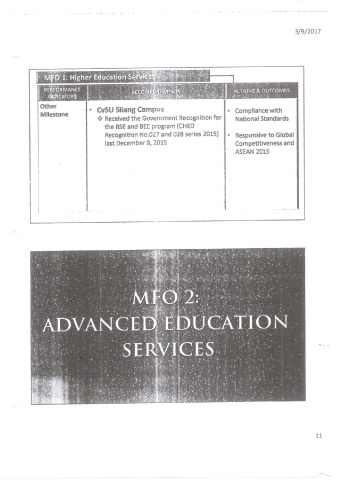 3/9/2017
MFO 1: Higher Education Services
PERFORMANCE INDICATORS
ACCOMPLISHMENTS
ACTIONS & OUTCOMES
Other
Milestone
• CvSU Silang Campus
❖ Received the Government Recognition for
the BSE and BEE program (CHED
Recognition No.027 and 028 series 2015)
last December 8, 2015
• Compliance with
National Standards
• Responsive to Global
Competitiveness and
ASEAN 2015
MFO 2:
ADVANCED EDUCATION
SERVICES
11